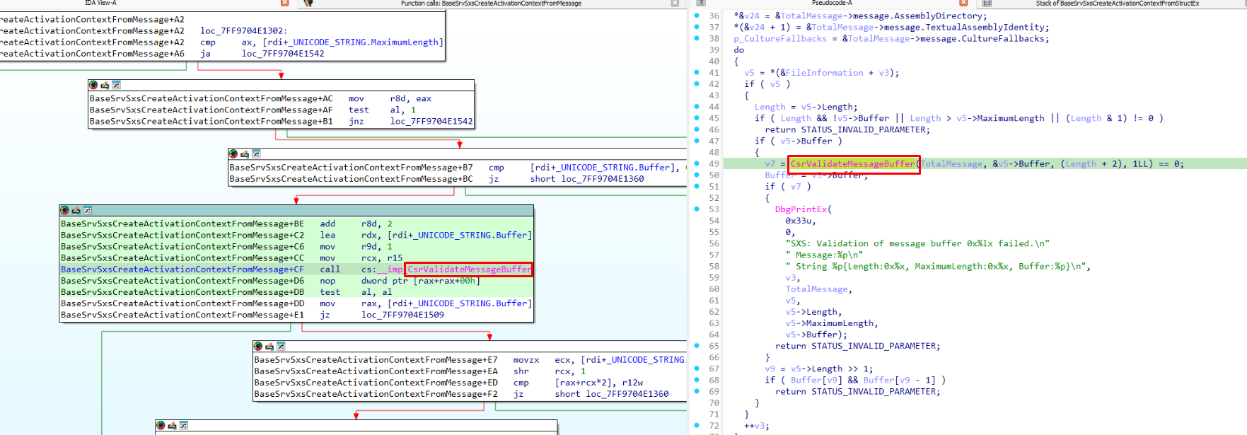 IDA View-A
Function calls: BaseSrvSxsCreateActivationContextFromMessage
Pseudocode-A
Stack of BaseSrvSxsCreateActivationContextFromStructEx
reateActivationContextFromMessage+A2
reateActivationContextFromMessage+A2 loc_7FF9704E1302:
reateActivationContextFromMessage+A2 cmp ax, [rdi+_UNICODE_STRING.MaximumLength]
reateActivationContextFromMessage+A6 ja loc_7FF9704E1542
BaseSrvSxsCreateActivationContextFromMessage+AC mov r8d, eax
BaseSrvSxsCreateActivationContextFromMessage+AF test al, 1
BaseSrvSxsCreateActivationContextFromMessage+B1 jnz loc_7FF9704E1542
BaseSrvSxsCreateActivationContextFromMessage+B7 cmp [rdi+_UNICODE_STRING.Buffer],
BaseSrvSxsCreateActivationContextFromMessage+BC jz short loc_7FF9704E1360
BaseSrvSxsCreateActivationContextFromMessage+BE add r8d, 2
BaseSrvSxsCreateActivationContextFromMessage+C2 lea rdx, [rdi+_UNICODE_STRING.Buffer]
BaseSrvSxsCreateActivationContextFromMessage+C6 mov r9d, 1
BaseSrvSxsCreateActivationContextFromMessage+CC mov rcx, r15
BaseSrvSxsCreateActivationContextFromMessage+CF call cs:__imp_CsrValidateMessageBuffer
BaseSrvSxsCreateActivationContextFromMessage+D6 nop dword ptr [rax+rax+00h]
BaseSrvSxsCreateActivationContextFromMessage+DB test al, al
BaseSrvSxsCreateActivationContextFromMessage+DD mov rax, [rdi+_UNICODE_STRING.Buffer]
BaseSrvSxsCreateActivationContextFromMessage+E1 jz loc_7FF9704E1509
BaseSrvSxsCreateActivationContextFromMessage+E7 movzx ecx, [rdi+_UNICODE_STRING.
BaseSrvSxsCreateActivationContextFromMessage+EA shr rcx, 1
BaseSrvSxsCreateActivationContextFromMessage+ED cmp [rax+rcx*2], r12w
BaseSrvSxsCreateActivationContextFromMessage+F2 jz short loc_7FF9704E1360
36 *&v24 = &TotalMessage->message.AssemblyDirectory;
37 *(&v24 + 1) = &TotalMessage->message.TextualAssemblyIdentity;
38 p_CultureFallbacks = &TotalMessage->message.CultureFallbacks;
39 do
40 {
41 v5 = *(&FileInformation + v3);
42 if ( v5 )
43 {
44 Length = v5->Length;
45 if ( Length && !v5->Buffer || Length > v5->MaximumLength || (Length & 1) != 0 )
46 return STATUS_INVALID_PARAMETER;
47 if ( v5->Buffer )
48 {
49 v7 = CsrValidateMessageBuffer(TotalMessage, &v5->Buffer, (Length + 2), 1LL) == 0;
50 Buffer = v5->Buffer;
51 if ( v7 )
52 {
53 DbgPrintEx(
54 0x33u,
55 0,
56 "SXS: Validation of message buffer 0x%lx failed.\n"
57 " Message:%p\n"
58 " String %p{Length:0x%x, MaximumLength:0x%x, Buffer:%p}\n",
59 v3,
60 TotalMessage,
61 v5,
62 v5->Length,
63 v5->MaximumLength,
64 v5->Buffer);
65 return STATUS_INVALID_PARAMETER;
66 }
67 v9 = v5->Length >> 1;
68 if ( Buffer[v9] && Buffer[v9 - 1] )
69 return STATUS_INVALID_PARAMETER;
70 }
71 }
72 ++v3;